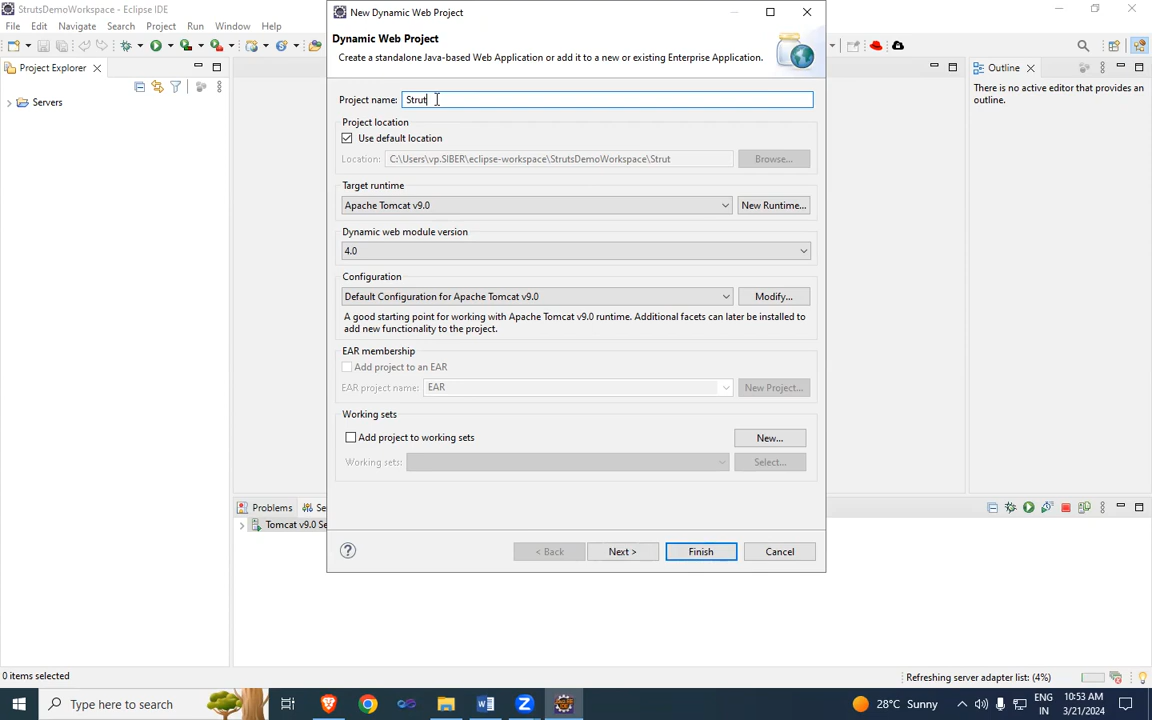 StrutsDemoWorkspace - Eclipse IDE
File Edit Navigate Search Project Run Window Help
New Dynamic Web Project
Dynamic Web Project
Create a standalone Java-based Web Application or add it to a new or existing Enterprise Application.
Project Explorer
Servers
Outline
There is no active editor that provides an outline.
Project name: Strut
Project location
Use default location
Location: C:\Users\vp.SIBER\eclipse-workspace\StrutsDemoWorkspace\Strut Browse...
Target runtime
Apache Tomcat v9.0 New Runtime...
Dynamic web module version
4.0
Configuration
Default Configuration for Apache Tomcat v9.0 Modify...
A good starting point for working with Apache Tomcat v9.0 runtime. Additional facets can later be installed to
add new functionality to the project.
EAR membership
Add project to an EAR
EAR project name: EAR New Project...
Working sets
Add project to working sets New...
Working sets: Select...
Problems Se
Tomcat v9.0 Se
< Back Next > Finish Cancel
0 items selected
Refreshing server adapter list: (4%)
Type here to search
28°C Sunny
ENG
IN
10:53 AM
3/21/2024